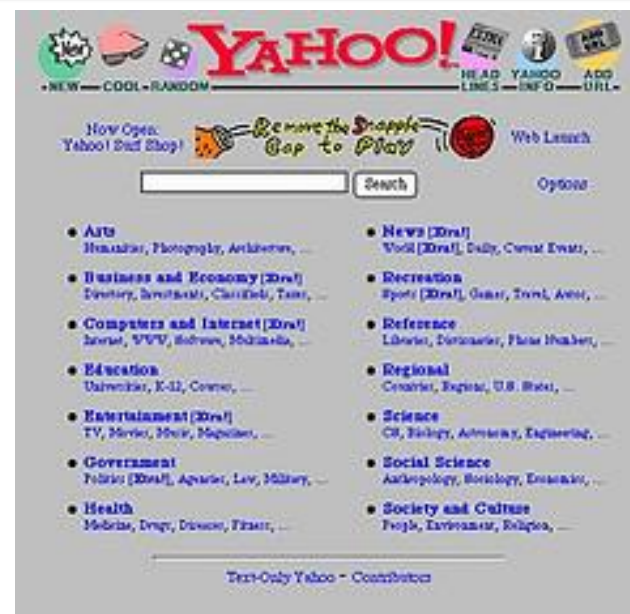 New
EXTRA
ADD URL
YAHOO!
NEW COOL RANDOM
HEAD LINES YAHOO INFO ADD URL
Now Open: Yahoo! Surf Shop!
Remove the Snapple Cap to Play
Web Launch
Search
Options
Arts
Humanities, Photography, Architecture, ...
Business and Economy [Xtra!]
Directory, Investments, Classifieds, Taxes, ...
Computers and Internet [Xtra!]
Internet, WWW, Software, Multimedia, ...
Education
Universities, K-12, Courses, ...
Entertainment [Xtra!]
TV, Movies, Music, Magazines, ...
Government
Politics [Xtra!], Agencies, Law, Military, ...
Health
Medicine, Drugs, Diseases, Fitness, ...
News [Xtra!]
World [Xtra!], Daily, Current Events, ...
Recreation
Sports [Xtra!], Games, Travel, Autos, ...
Reference
Libraries, Dictionaries, Phone Numbers, ...
Regional
Countries, Regions, U.S. States, ...
Science
CS, Biology, Astronomy, Engineering, ...
Social Science
Anthropology, Sociology, Economics, ...
Society and Culture
People, Environment, Religion, ...
Text-Only Yahoo - Contributors